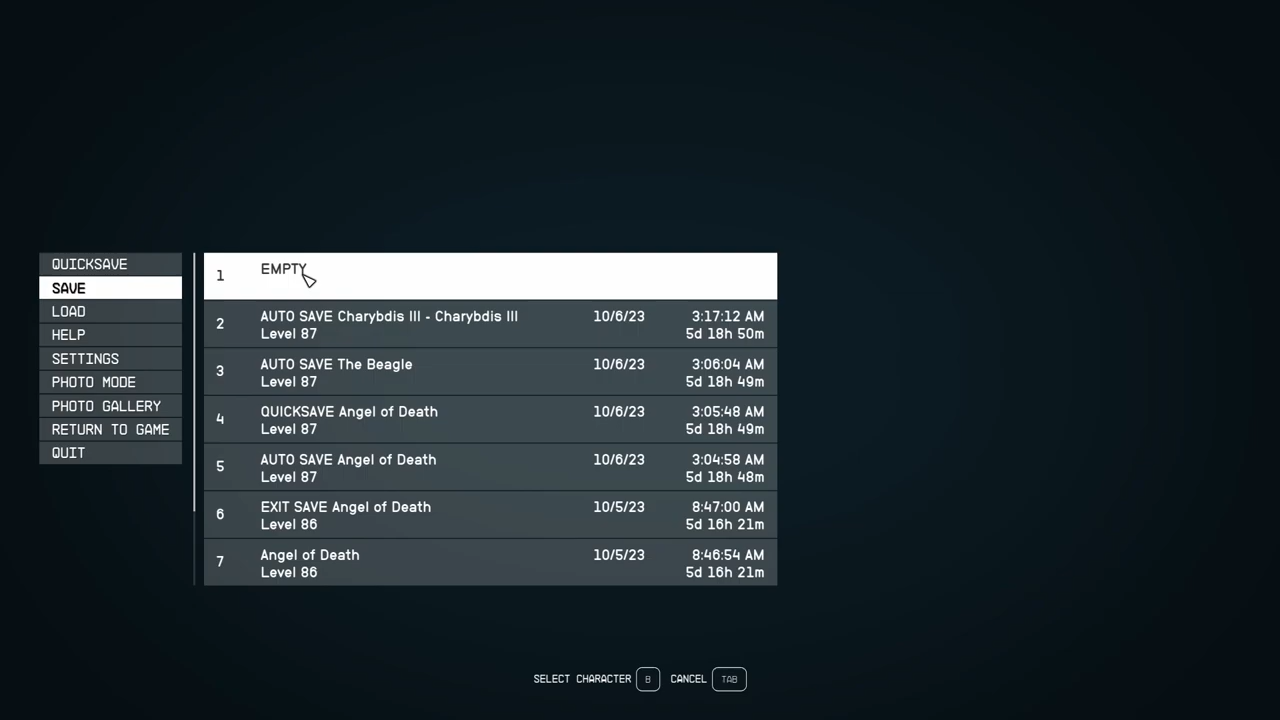 QUICKSAVE
SAVE
LOAD
HELP
SETTINGS
PHOTO MODE
PHOTO GALLERY
RETURN TO GAME
QUIT
1 EMPTY
2 AUTO SAVE Charybdis III - Charybdis III 10/6/23 3:17:12 AM
Level 87 5d 18h 50m
3 AUTO SAVE The Beagle 10/6/23 3:06:04 AM
Level 87 5d 18h 49m
4 QUICKSAVE Angel of Death 10/6/23 3:05:48 AM
Level 87 5d 18h 49m
5 AUTO SAVE Angel of Death 10/6/23 3:04:58 AM
Level 87 5d 18h 48m
6 EXIT SAVE Angel of Death 10/5/23 8:47:00 AM
Level 86 5d 16h 21m
7 Angel of Death 10/5/23 8:46:54 AM
Level 86 5d 16h 21m
SELECT CHARACTER B CANCEL TAB